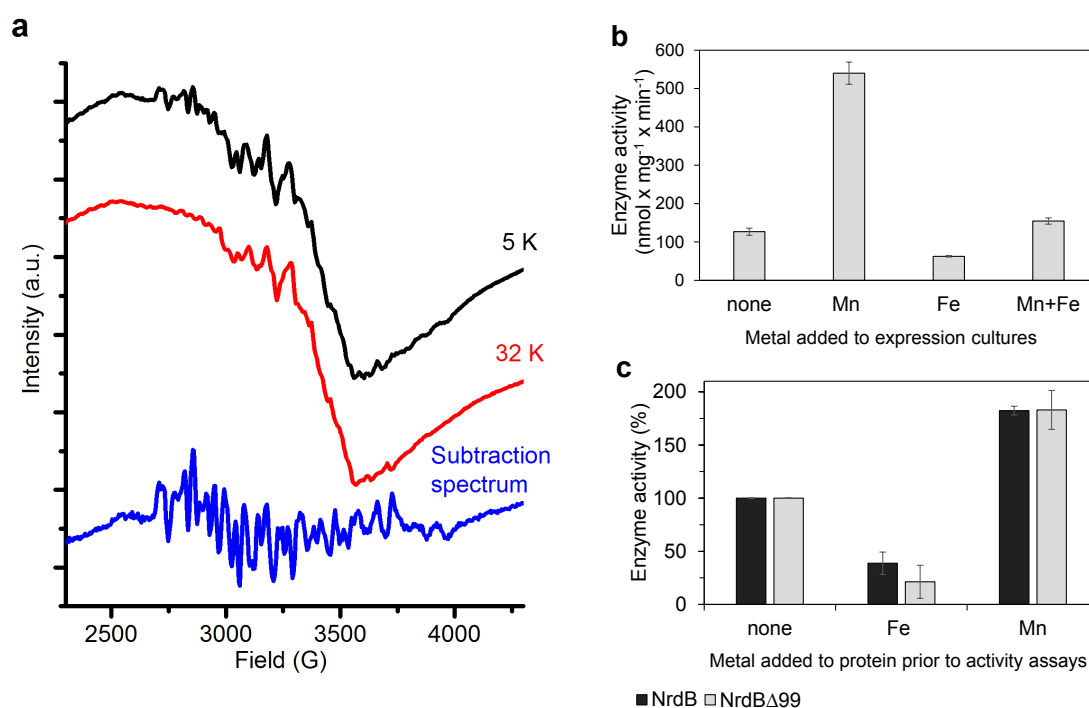 a
Intensity (a.u.)
5 K
32 K
Subtraction
spectrum
2500 3000 3500 4000
Field (G)
b
Enzyme activity
(nmol x mg⁻¹ x min⁻¹)
600
500
400
300
200
100
0
none Mn Fe Mn+Fe
Metal added to expression cultures
c
Enzyme activity (%)
200
150
100
50
0
none Fe Mn
Metal added to protein prior to activity assays
NrdB NrdBΔ99